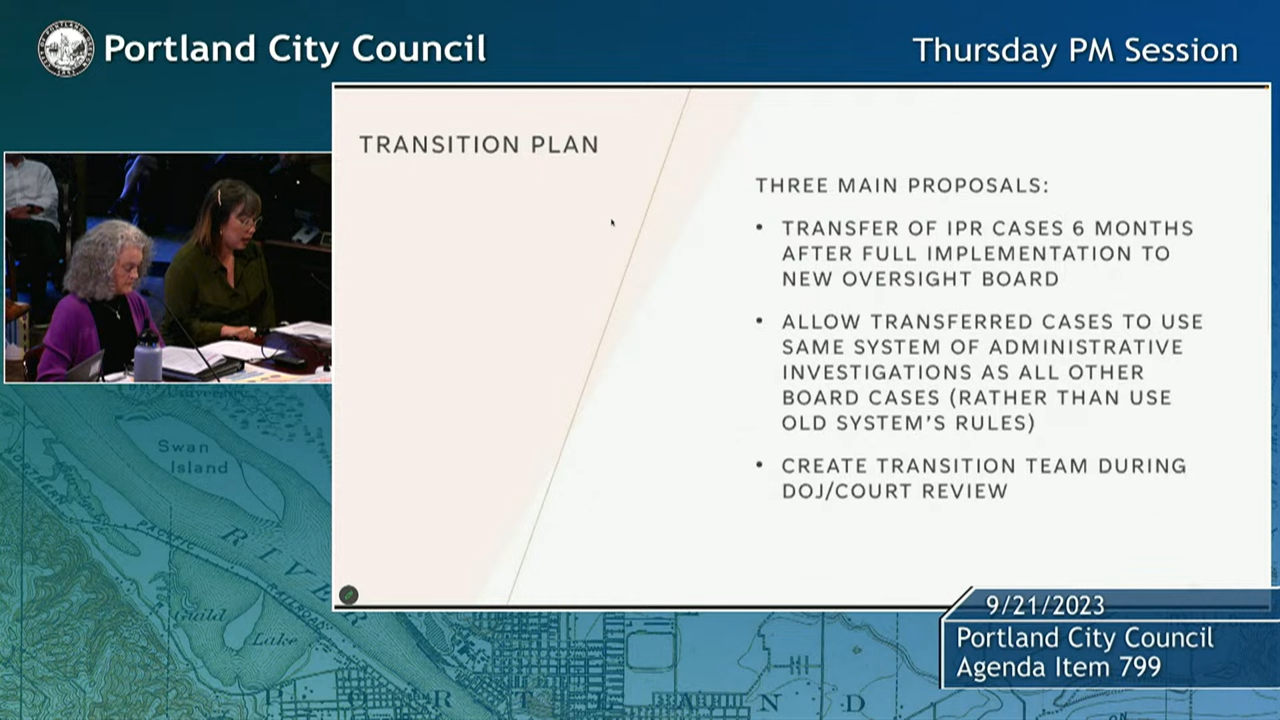 Portland City Council
Thursday PM Session
TRANSITION PLAN
THREE MAIN PROPOSALS:
• TRANSFER OF IPR CASES 6 MONTHS
AFTER FULL IMPLEMENTATION TO
NEW OVERSIGHT BOARD
• ALLOW TRANSFERRED CASES TO USE
SAME SYSTEM OF ADMINISTRATIVE
INVESTIGATIONS AS ALL OTHER
BOARD CASES (RATHER THAN USE
OLD SYSTEM'S RULES)
• CREATE TRANSITION TEAM DURING
DOJ/COURT REVIEW
Swan
Island
NORTHERN
PACIFIC
RAILROAD
RIVER
Guild
Lake
9/21/2023
Portland City Council
Agenda Item 799